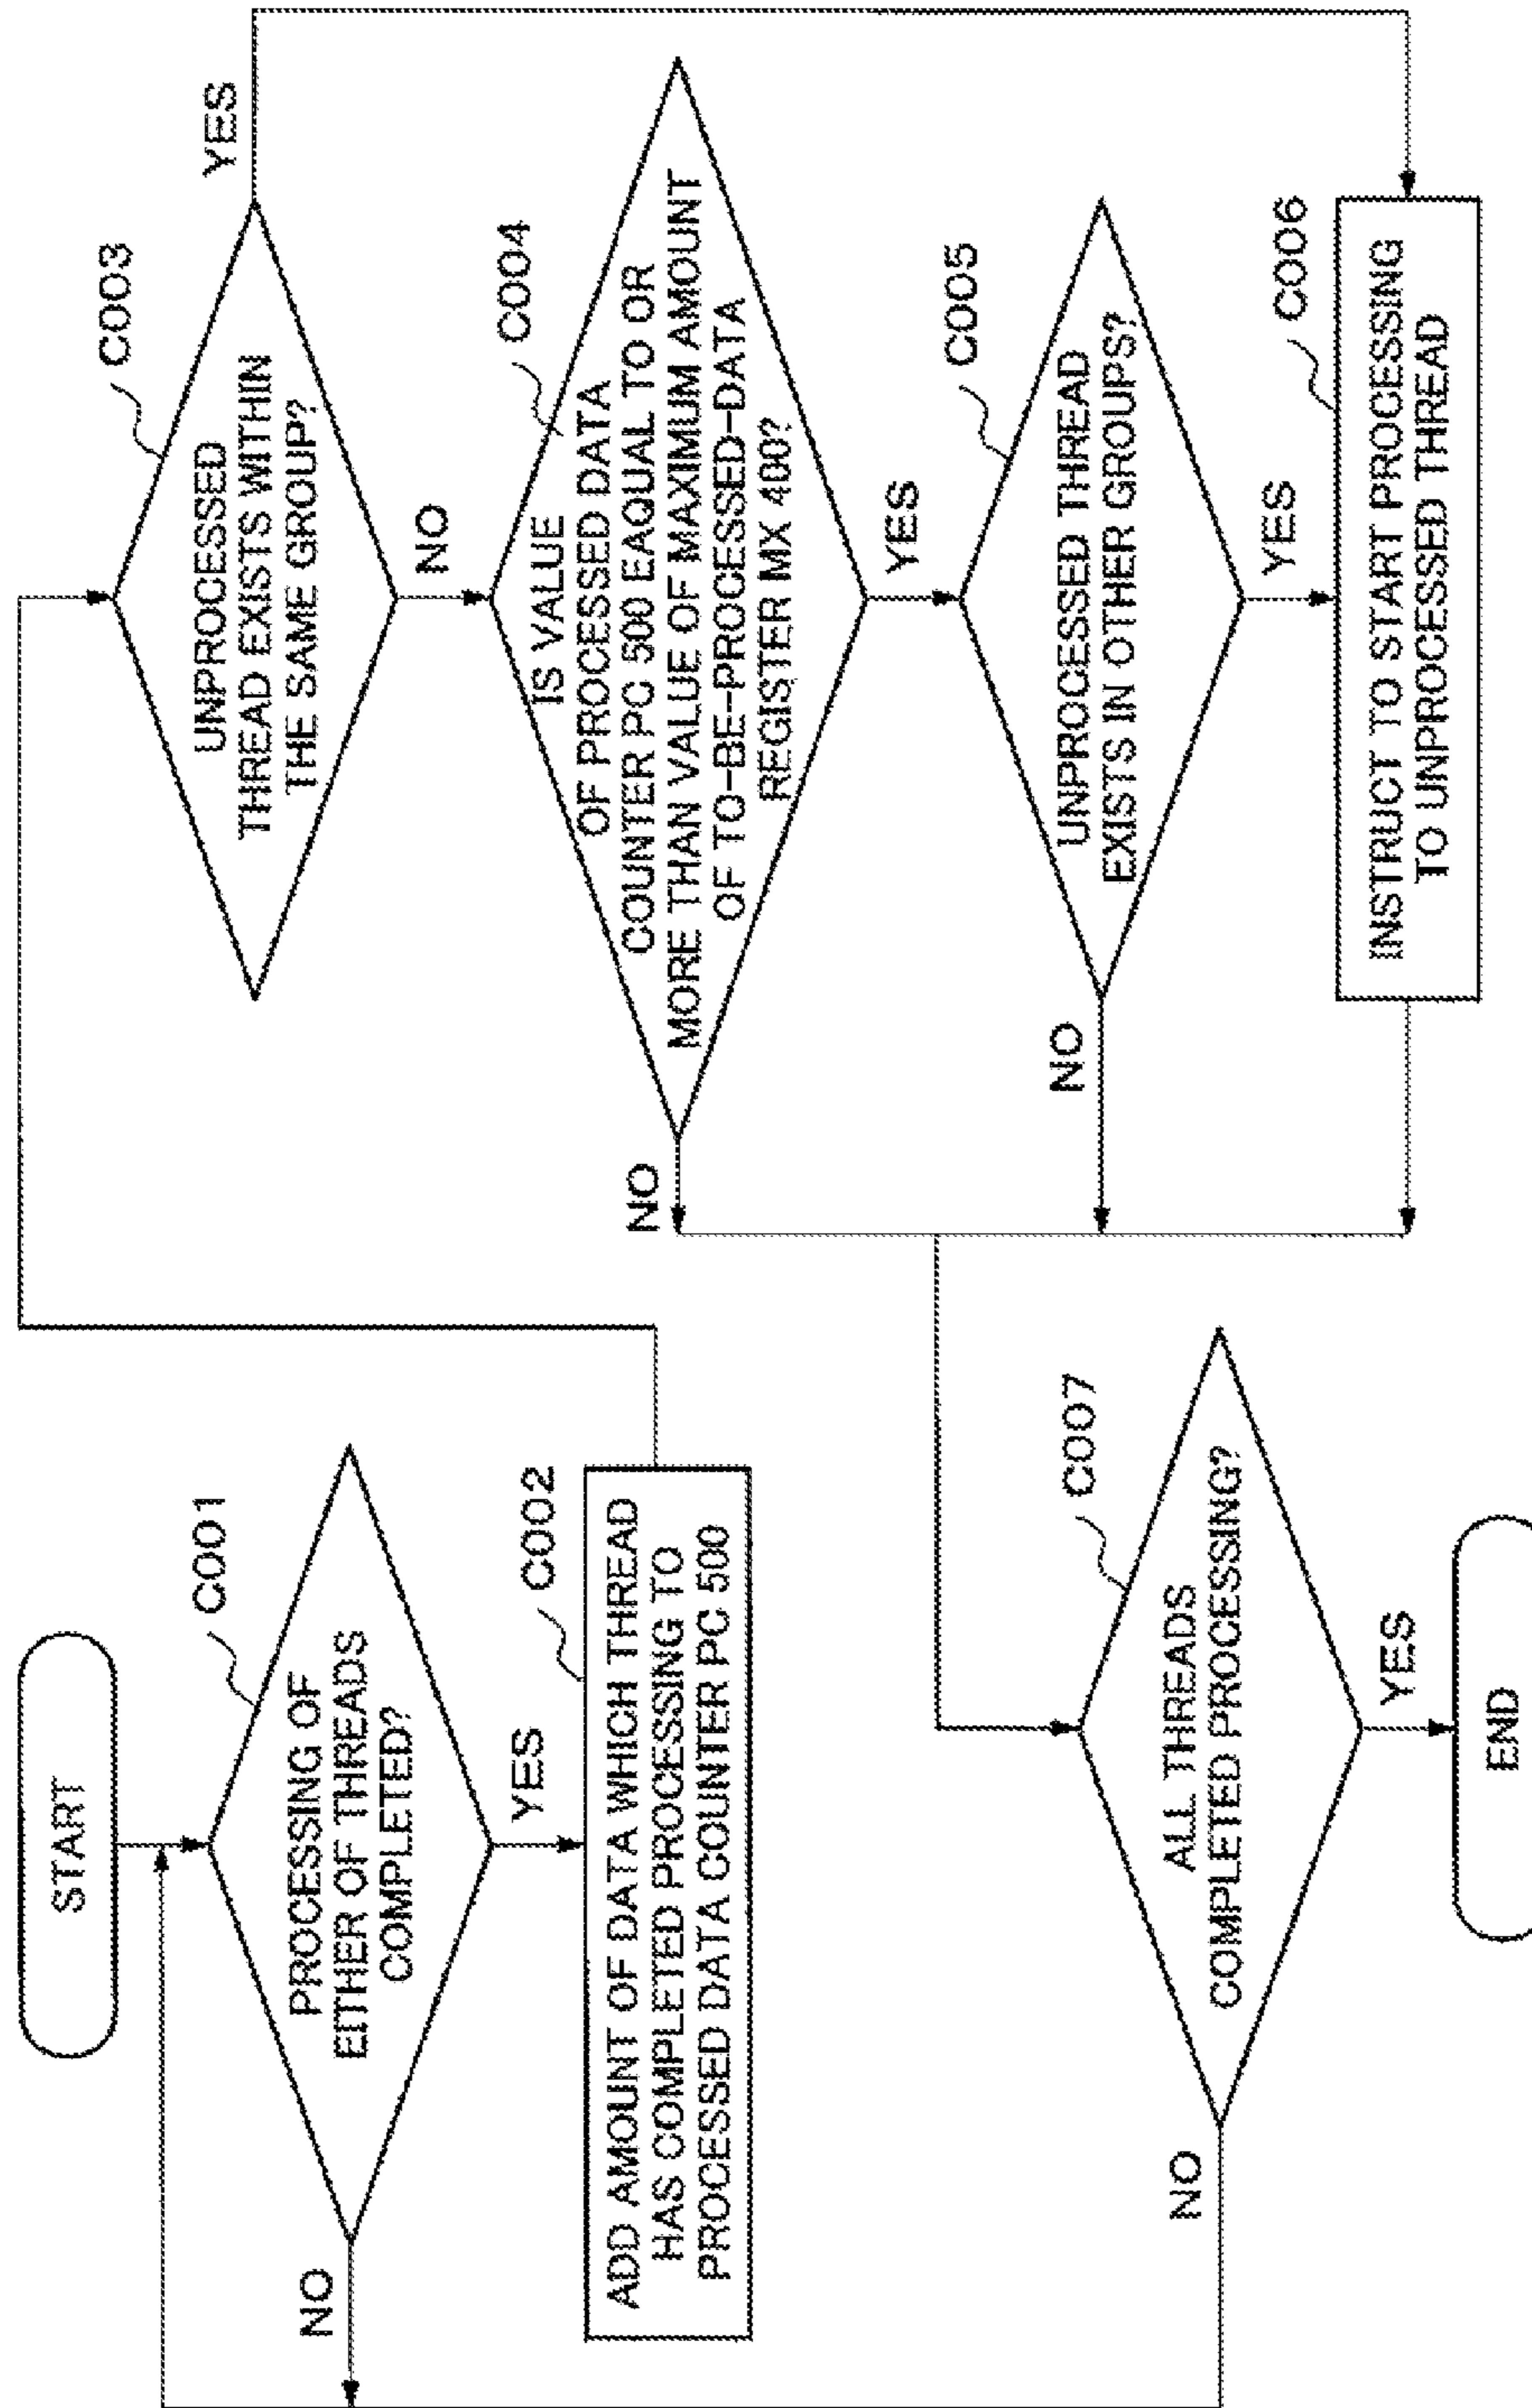 START
C001
PROCESSING OF
EITHER OF THREADS
COMPLETED?
NO
YES
C002
ADD AMOUNT OF DATA WHICH THREAD
HAS COMPLETED PROCESSING TO
PROCESSED DATA COUNTER PC 500
C003
UNPROCESSED
THREAD EXISTS WITHIN
THE SAME GROUP?
YES
NO
C004
IS VALUE
OF PROCESSED DATA
COUNTER PC 500 EAQUAL TO OR
MORE THAN VALUE OF MAXIMUM AMOUNT
OF TO-BE-PROCESSED-DATA
REGISTER MX 400?
NO
YES
C005
UNPROCESSED THREAD
EXISTS IN OTHER GROUPS?
NO
YES
C006
INSTRUCT TO START PROCESSING
TO UNPROCESSED THREAD
C007
ALL THREADS
COMPLETED PROCESSING?
NO
YES
END